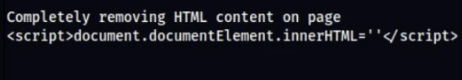 Completely removing HTML content on page
<script>document.documentElement.innerHTML=''</script>